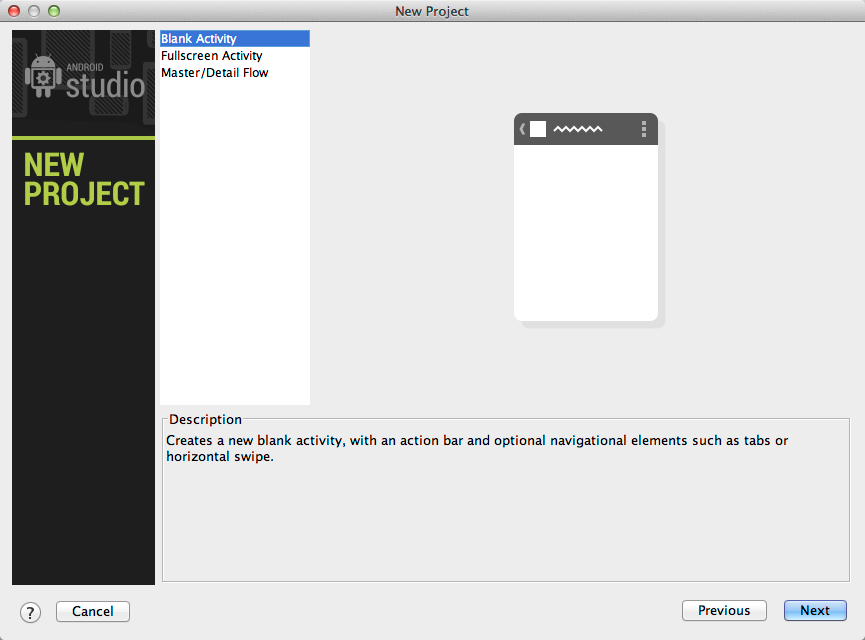 New Project
ANDROID
studio
NEW
PROJECT
Blank Activity
Fullscreen Activity
Master/Detail Flow
Description
Creates a new blank activity, with an action bar and optional navigational elements such as tabs or
horizontal swipe.
?
Cancel
Previous
Next